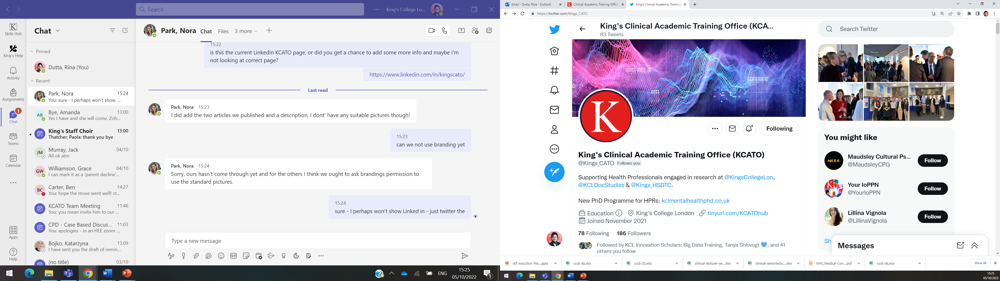 Search
King's College Lo...
Skills Hub
King's Help
Activity
Assignments
1
Chat
Teams
Calendar
Apps
Help
Chat
Pinned
Dutta, Rina (You)
Recent
Park, Nora 15:24
You: sure - I perhaps won't show ...
AB
Bye, Amanda 13:00
Yes I have and she will come. Zoh...
King's Staff Choir 13:00
Thatcher, Paola: thank you bye
JM
Murray, Jack 04/10
All ok atm
GW
Williamson, Grace 04/10
I can mark it as a 'parent decline'...
BC
Carter, Ben 14:27
You: hope the move went well! st...
KCATO Team Meeting 11:46
You: you mean invite him to our ...
CPD - Case Based Discus... 11:03
You: apologies - in an HEE zoom ...
Bojko, Katarzyna 13:09
I have sent you the draft of remin...
(no title) 03/10
Park, Nora Chat Files 3 more
15:22
is this the current LinkedIn KCATO page, or did you get a chance to add some more info and maybe I'm
not looking at correct page?
https://www.linkedin.com/in/kingscato/
Last read
Park, Nora 15:23
I did add the two articles we published and a description, I dont' have any suitable pictures though!
15:23
can we not use branding yet
Park, Nora 15:24
Sorry, ours hasn't come through yet and for the others I think we ought to ask brandings permission to
use the standard pictures.
15:24
sure - I perhaps won't show Linked in - just twitter the
Type a new message
GIF
ENG
15:25
05/10/2022
1
Email - Dutta, Rina - Outlook
Clinical Academic Training Office
King's Clinical Academic Training
https://twitter.com/Kings_CATO
King's Clinical Academic Training Office (KCA...
83 Tweets
K
Following
King's Clinical Academic Training Office (KCATO)
@Kings_CATO Follows you
Supporting Health Professionals engaged in research at @KingsCollegeLon,
@KCLDocStudies & @Kings_HSDTC.
New PhD Programme for HPRs: kclmentalhealthphd.co.uk
Education King's College London tinyurl.com/KCATOhub
Joined November 2021
78 Following 186 Followers
Followed by KCL Innovation Scholars: Big Data Training, Tanya Shlovogt 💙, and 41
others you follow
Search Twitter
You might like
MCPG
Maudsley Cultural Ps...
@MaudsleyCPG
Follow
Your IoPPN
@YourIoPPN
Follow
Lillina Vignola
@LillinaVignola
Follow
Sh
Messages
IAT Induction Pre....pptx
cccb (6).xlsx
cccb (5).xlsx
clinical-lecturer-se....xlsx
clinical-seniorlectu....xlsx
NHS_Medical-Con....pdf
cccb (4).xlsx
Show all
15:25
05/10/2022